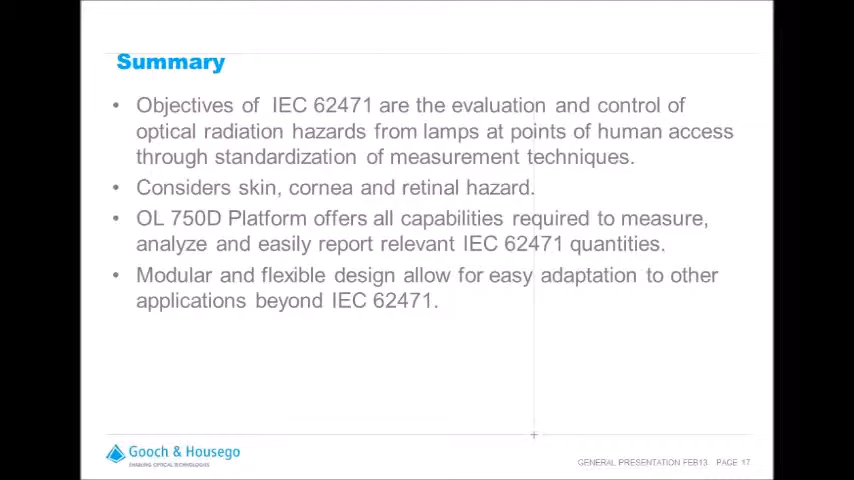 Summary
• Objectives of IEC 62471 are the evaluation and control of
optical radiation hazards from lamps at points of human access
through standardization of measurement techniques.
• Considers skin, cornea and retinal hazard.
• OL 750D Platform offers all capabilities required to measure,
analyze and easily report relevant IEC 62471 quantities.
• Modular and flexible design allow for easy adaptation to other
applications beyond IEC 62471.
Gooch & Housego
ENABLING OPTICAL TECHNOLOGIES
GENERAL PRESENTATION FEB13 PAGE 17